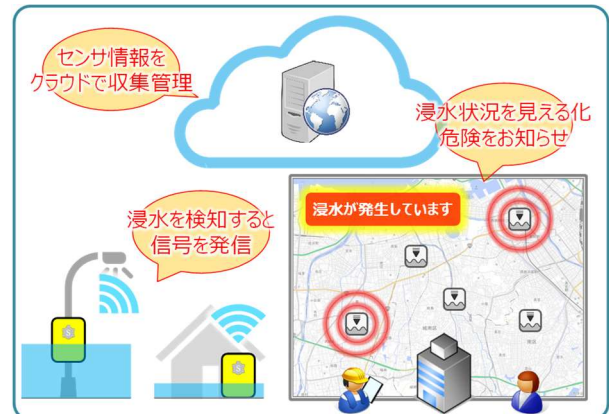 センサ情報を
クラウドで収集管理
浸水状況を見える化
危険をお知らせ
浸水が発生しています
浸水を検知すると
信号を発信